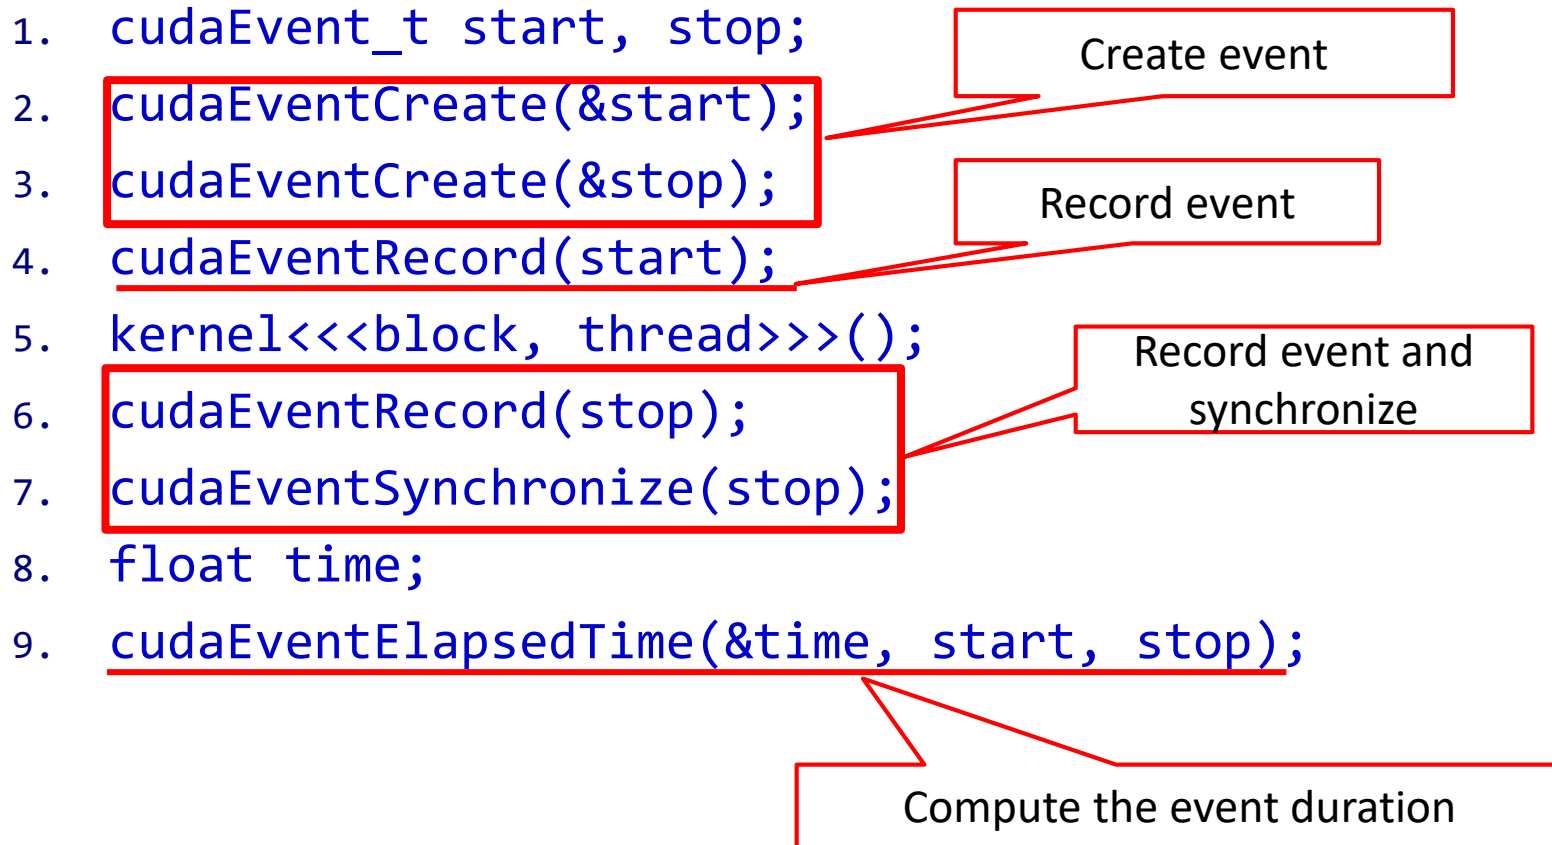 1. cudaEvent_t start, stop;
2. cudaEventCreate(&start);
3. cudaEventCreate(&stop);
4. cudaEventRecord(start);
5. kernel<<<block, thread>>>();
6. cudaEventRecord(stop);
7. cudaEventSynchronize(stop);
8. float time;
9. cudaEventElapsedTime(&time, start, stop);
Create event
Record event
Record event and
synchronize
Compute the event duration